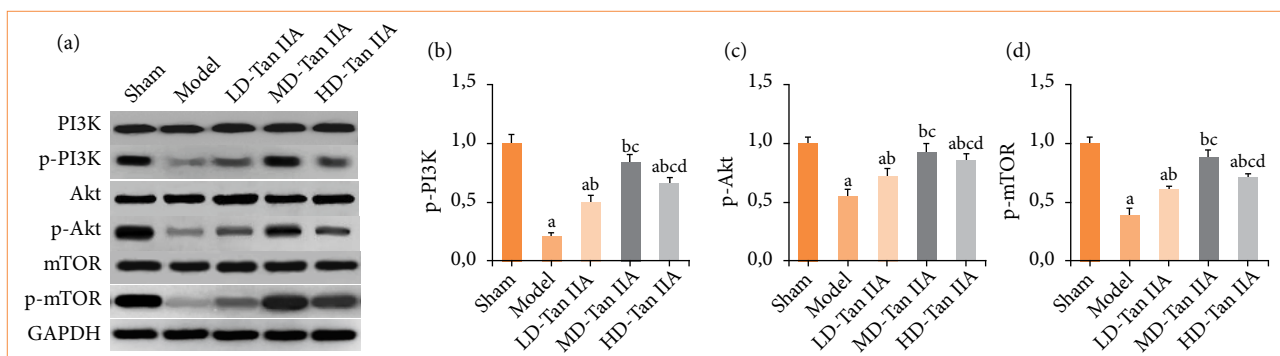 (a)
Sham
Model
LD-Tan IIA
MD-Tan IIA
HD-Tan IIA
PI3K
p-PI3K
Akt
p-Akt
mTOR
p-mTOR
GAPDH
(b)
p-PI3K
1,5
1,0
0,5
0,0
a
ab
bc
abcd
Sham
Model
LD-Tan IIA
MD-Tan IIA
HD-Tan IIA
(c)
p-Akt
1,5
1,0
0,5
0,0
a
ab
bc
abcd
Sham
Model
LD-Tan IIA
MD-Tan IIA
HD-Tan IIA
(d)
p-mTOR
1,5
1,0
0,5
0,0
a
ab
bc
abcd
Sham
Model
LD-Tan IIA
MD-Tan IIA
HD-Tan IIA